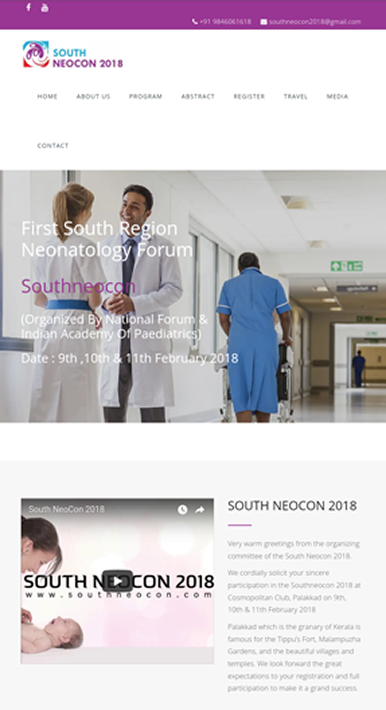 +91 9846061618 southneocon2018@gmail.com
SOUTH
NEOCON 2018
HOME ABOUT US PROGRAM ABSTRACT REGISTER TRAVEL MEDIA
CONTACT
First South Region
Neonatology Forum
Southneocon
(Organized By National Forum &
Indian Academy Of Paediatrics)
Date : 9th ,10th & 11th February 2018
South NeoCon 2018
SOUTH NEOCON 2018
www.southneocon.com
SOUTH NEOCON 2018
Very warm greetings from the organizing
committee of the South Neocon 2018.
We cordially solicit your sincere
participation in the Southneocon 2018 at
Cosmopolitan Club, Palakkad on 9th,
10th & 11th February 2018
Palakkad which is the granary of Kerala is
famous for the Tippu's Fort, Malampuzha
Gardens, and the beautiful villages and
temples. We look forward the great
expectations to your registration and full
participation to make it a grand success.